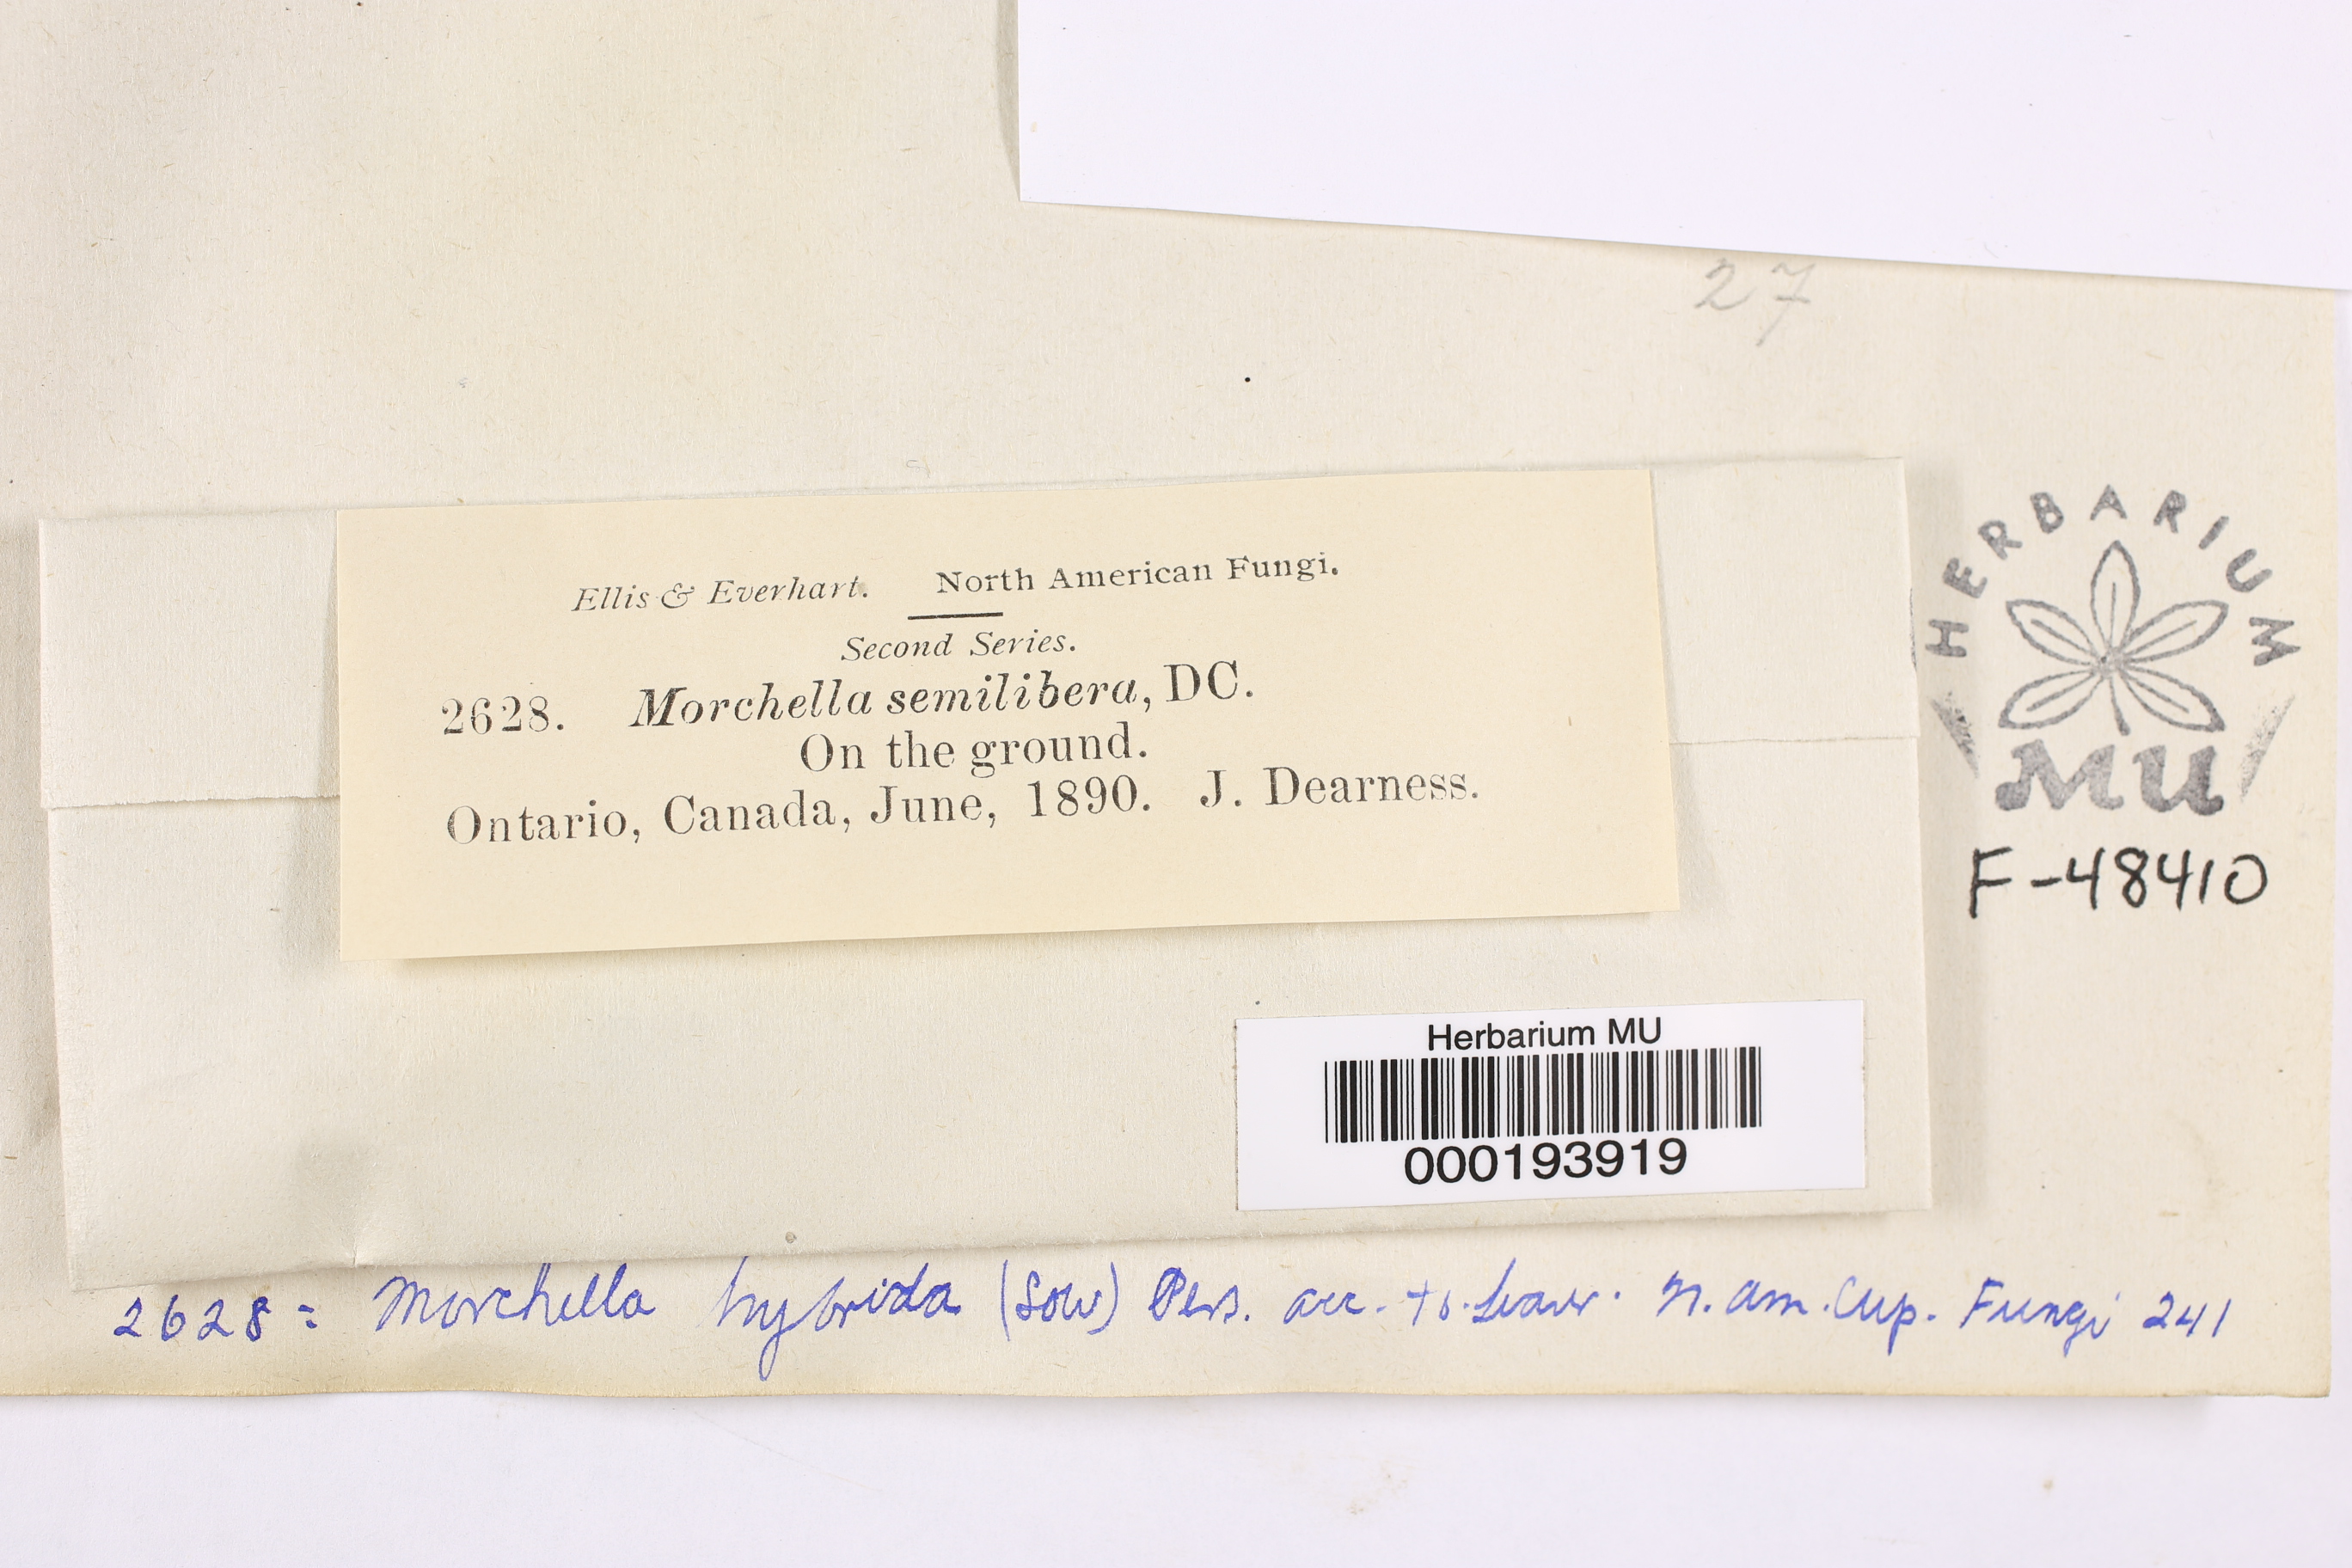 27
Ellis & Everhart. North American Fungi.
Second Series.
2628. Morchella semilibera, DC.
On the ground.
Ontario, Canada, June, 1890. J. Dearness.
HERBARIUM
MU
F-48410
Herbarium MU
000193919
2628 = Morchella hybrida (Sow) Pers. acc. to Seaver. N. Am. Cup. Fungi 241